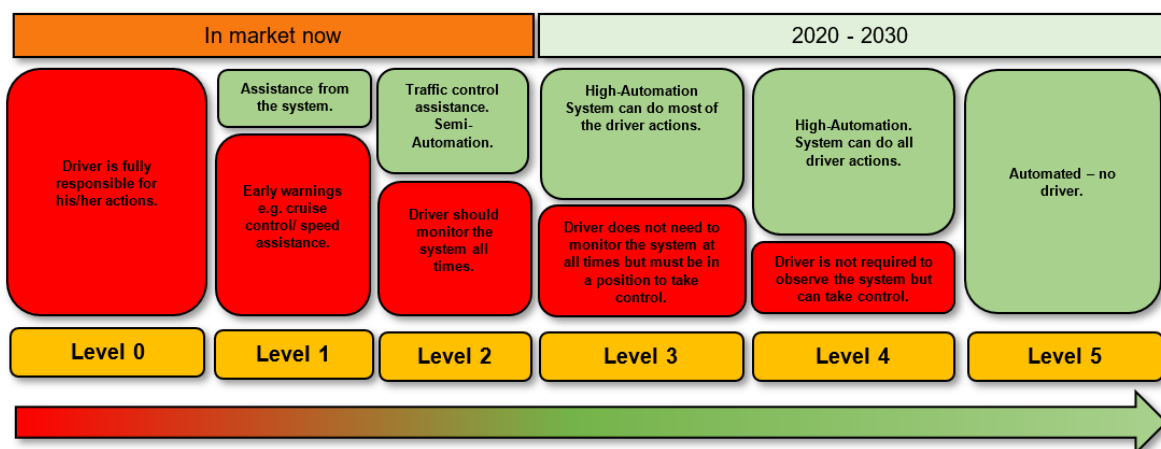 In market now
2020 - 2030
Driver is fully
responsible for
his/her actions.
Assistance from
the system.
Early warnings
e.g. cruise
control/ speed
assistance.
Traffic control
assistance.
Semi-
Automation.
Driver should
monitor the
system all
times.
High-Automation
System can do most of
the driver actions.
Driver does not need to
monitor the system at
all times but must be in
a position to take
control.
High-Automation.
System can do all
driver actions.
Driver is not required to
observe the system but
can take control.
Automated – no
driver.
Level 0
Level 1
Level 2
Level 3
Level 4
Level 5